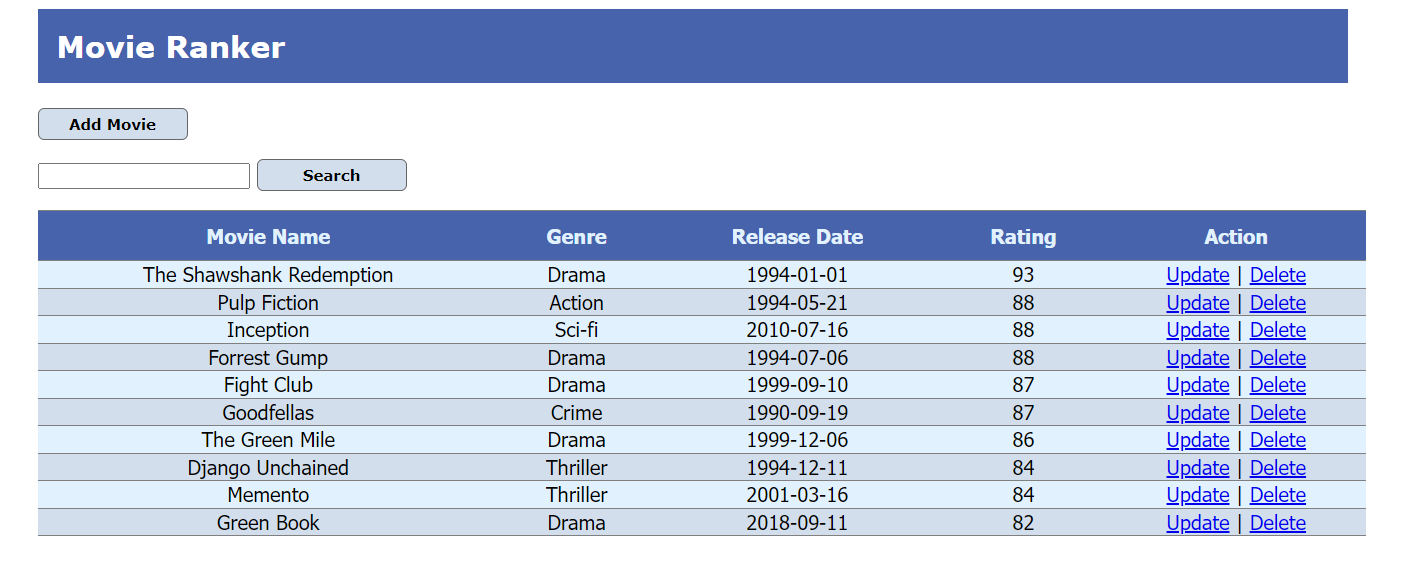 Movie Ranker
Add Movie
Search
Movie Name Genre Release Date Rating Action
The Shawshank Redemption Drama 1994-01-01 93 Update | Delete
Pulp Fiction Action 1994-05-21 88 Update | Delete
Inception Sci-fi 2010-07-16 88 Update | Delete
Forrest Gump Drama 1994-07-06 88 Update | Delete
Fight Club Drama 1999-09-10 87 Update | Delete
Goodfellas Crime 1990-09-19 87 Update | Delete
The Green Mile Drama 1999-12-06 86 Update | Delete
Django Unchained Thriller 1994-12-11 84 Update | Delete
Memento Thriller 2001-03-16 84 Update | Delete
Green Book Drama 2018-09-11 82 Update | Delete